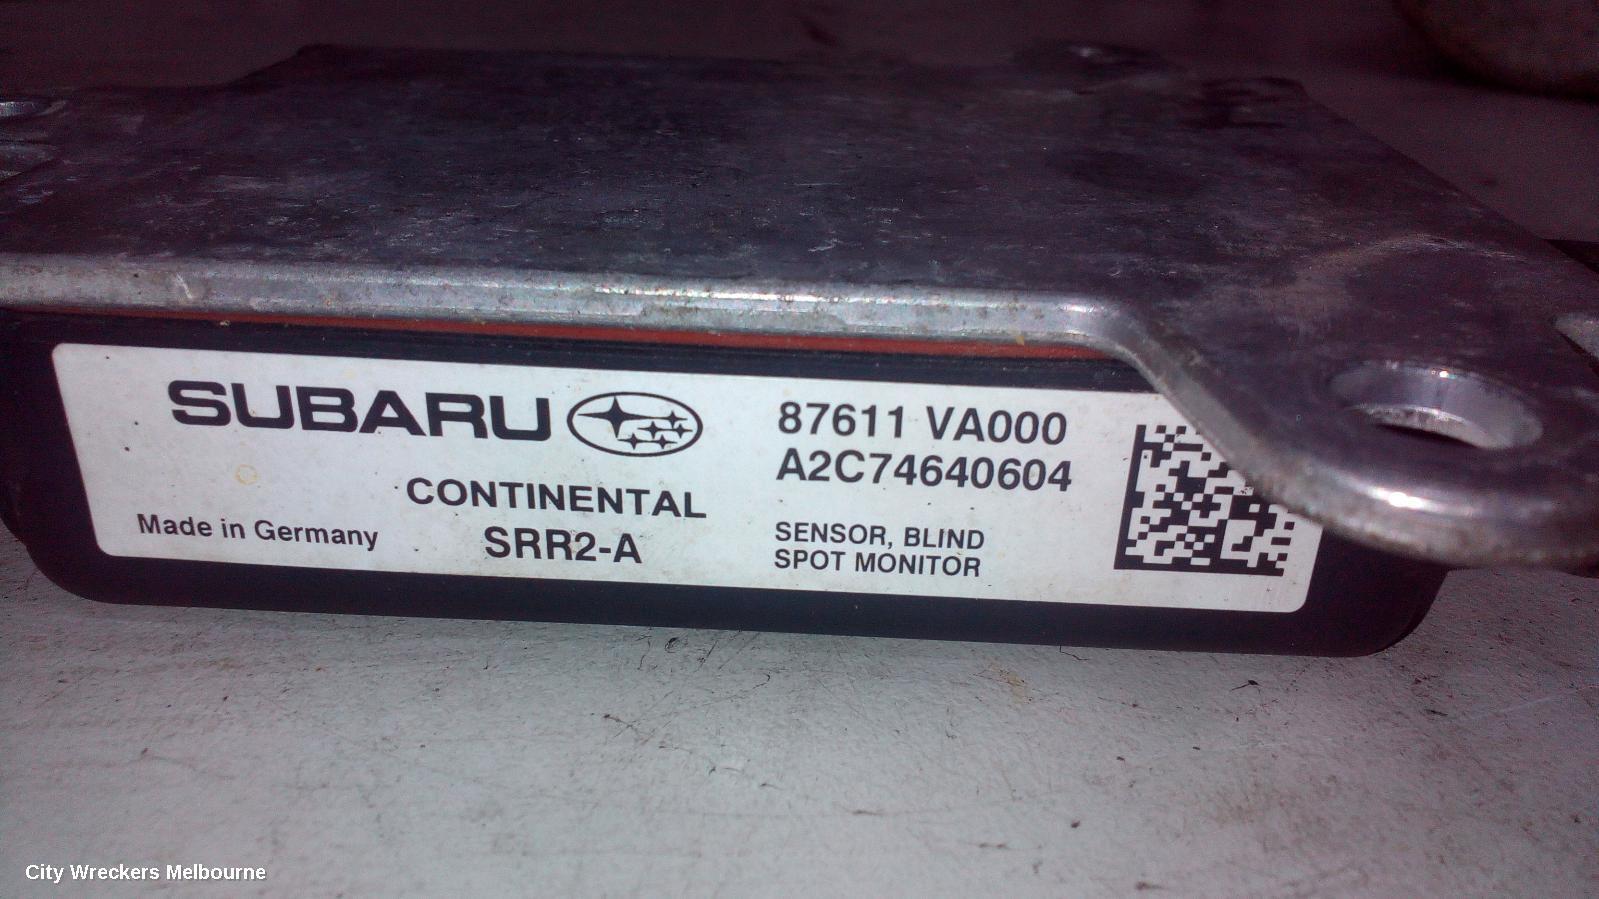 SUBARU
CONTINENTAL
Made in Germany
SRR2-A
87611 VA000
A2C74640604
SENSOR, BLIND
SPOT MONITOR
City Wreckers Melbourne